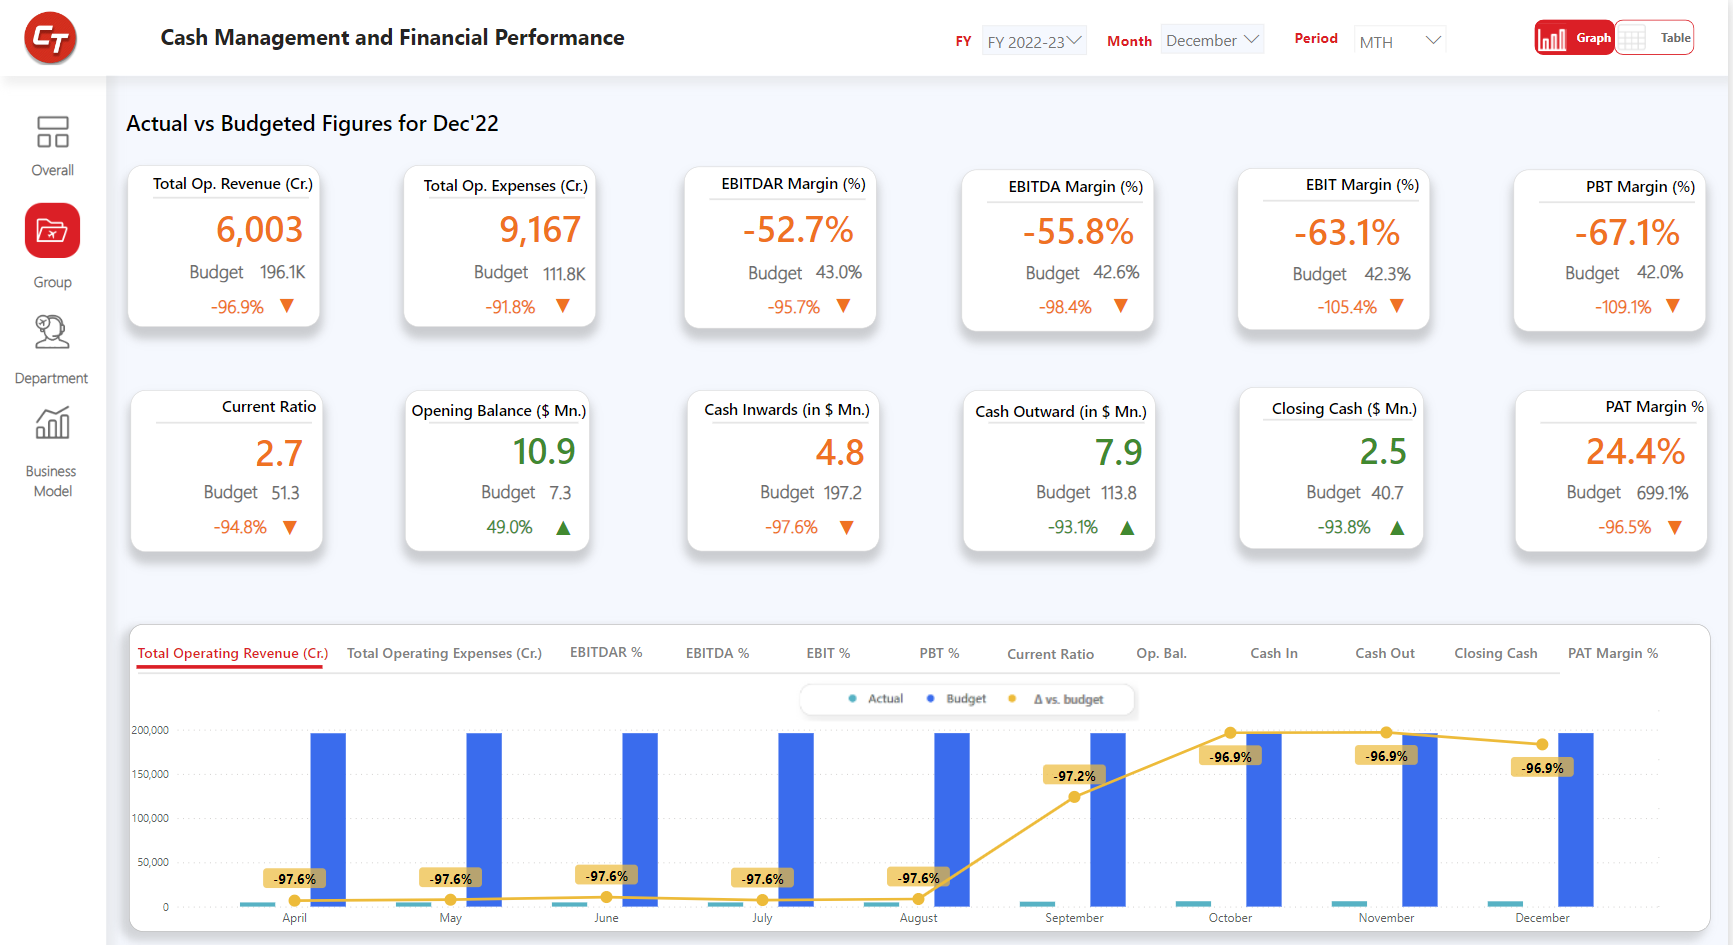 CT
Cash Management and Financial Performance
FY FY 2022-23 Month December Period MTH Graph Table
Overall
Group
Department
Business
Model
Actual vs Budgeted Figures for Dec'22
Total Op. Revenue (Cr.)
6,003
Budget 196.1K
-96.9% ▼
Total Op. Expenses (Cr.)
9,167
Budget 111.8K
-91.8% ▼
EBITDAR Margin (%)
-52.7%
Budget 43.0%
-95.7% ▼
EBITDA Margin (%)
-55.8%
Budget 42.6%
-98.4% ▼
EBIT Margin (%)
-63.1%
Budget 42.3%
-105.4% ▼
PBT Margin (%)
-67.1%
Budget 42.0%
-109.1% ▼
Current Ratio
2.7
Budget 51.3
-94.8% ▼
Opening Balance ($ Mn.)
10.9
Budget 7.3
49.0% ▲
Cash Inwards (in $ Mn.)
4.8
Budget 197.2
-97.6% ▼
Cash Outward (in $ Mn.)
7.9
Budget 113.8
-93.1% ▲
Closing Cash ($ Mn.)
2.5
Budget 40.7
-93.8% ▲
PAT Margin %
24.4%
Budget 699.1%
-96.5% ▼
Total Operating Revenue (Cr.) Total Operating Expenses (Cr.) EBITDAR % EBITDA % EBIT % PBT % Current Ratio Op. Bal. Cash In Cash Out Closing Cash PAT Margin %
Actual Budget Δ vs. budget
200,000
150,000
100,000
50,000
0
-97.6% -97.6% -97.6% -97.6% -97.6% -97.2% -96.9% -96.9% -96.9%
April May June July August September October November December